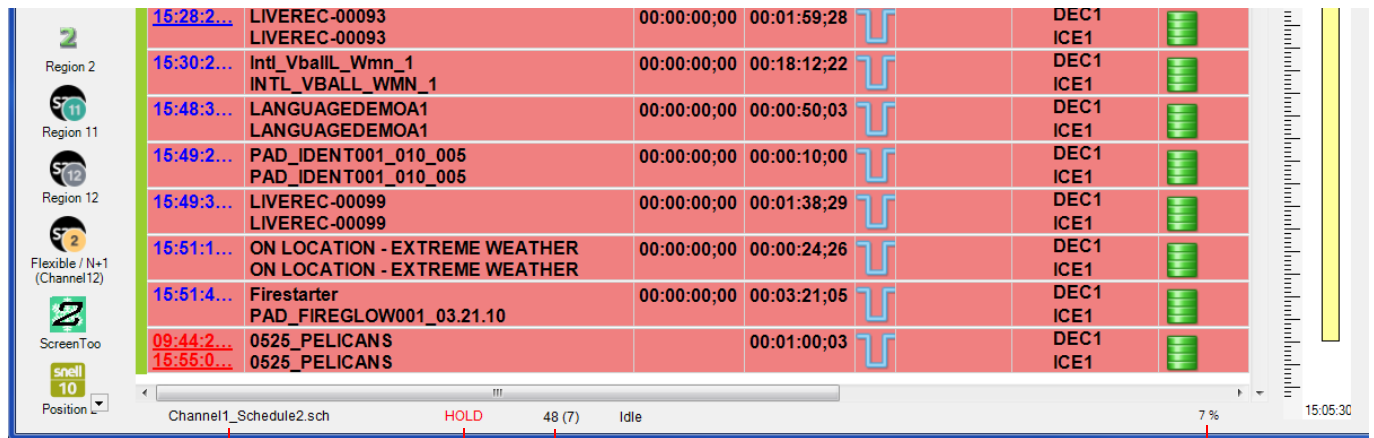 2
Region 2
11
Region 11
12
Region 12
2
Flexible / N+1
(Channel12)
2
ScreenToo
snell
10
Position
15:28:2... LIVEREC-00093 00:00:00;00 00:01:59;28 DEC1
LIVEREC-00093 ICE1
15:30:2... Intl_VballL_Wmn_1 00:00:00;00 00:18:12;22 DEC1
INTL_VBALL_WMN_1 ICE1
15:48:3... LANGUAGEDEMOA1 00:00:00;00 00:00:50;03 DEC1
LANGUAGEDEMOA1 ICE1
15:49:2... PAD_IDENT001_010_005 00:00:00;00 00:00:10;00 DEC1
PAD_IDENT001_010_005 ICE1
15:49:3... LIVEREC-00099 00:00:00;00 00:01:38;29 DEC1
LIVEREC-00099 ICE1
15:51:1... ON LOCATION - EXTREME WEATHER 00:00:00;00 00:00:24;26 DEC1
ON LOCATION - EXTREME WEATHER ICE1
15:51:4... Firestarter 00:00:00;00 00:03:21;05 DEC1
PAD_FIREGLOW001_03.21.10 ICE1
09:44:2... 0525_PELICANS 00:01:00;03 DEC1
15:55:0... 0525_PELICANS ICE1
Channel1_Schedule2.sch HOLD 48 (7) Idle 7 %
15:05:30